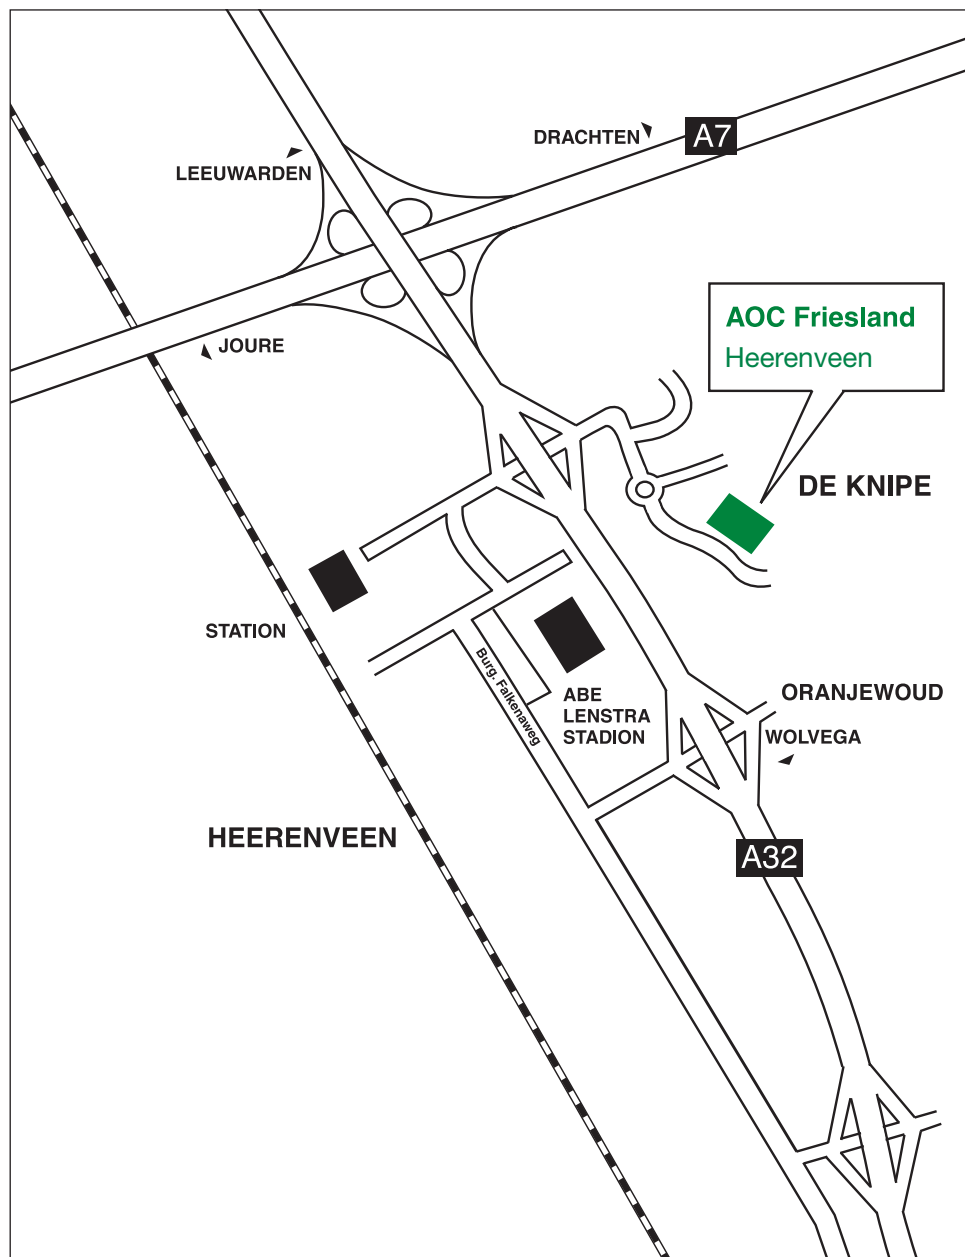 DRACHTEN
A7
LEEUWARDEN
AOC Friesland
Heerenveen
JOURE
DE KNIPE
STATION
Burg. Falkenaweg
ABE
LENSTRA
STADION
ORANJEWOUD
WOLVEGA
HEERENVEEN
A32